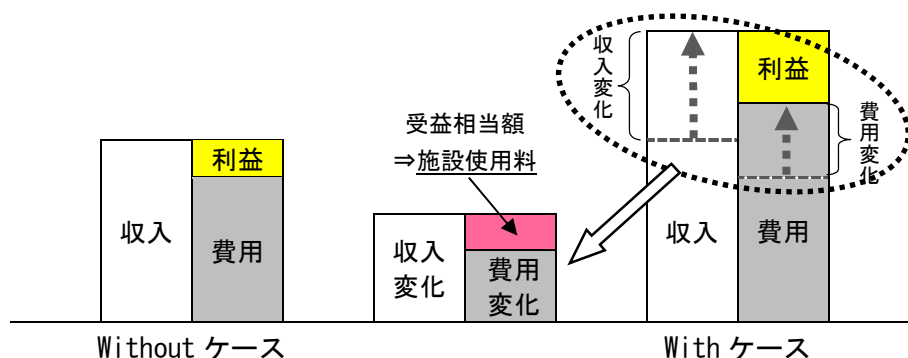 収入
利益
費用
Without ケース
受益相当額
⇒施設使用料
収入
変化
費用
変化
収入変化
利益
費用変化
収入
費用
With ケース